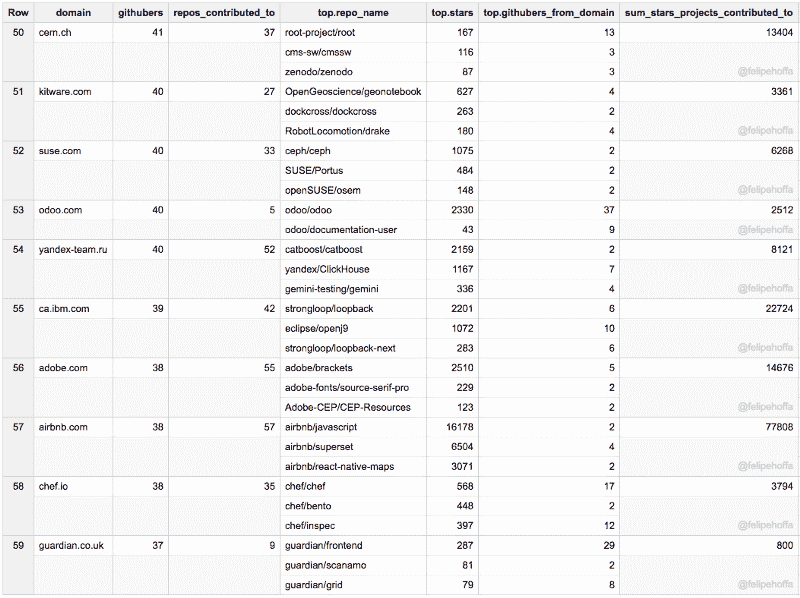 Row domain githubers repos_contributed_to top.repo_name top.stars top.githubers_from_domain sum_stars_projects_contributed_to
50 cern.ch 41 37 root-project/root 167 13 13404
cms-sw/cmssw 116 3
zenodo/zenodo 87 3 @felipehoffa
51 kitware.com 40 27 OpenGeoscience/geonotebook 627 4 3361
dockcross/dockcross 263 2
RobotLocomotion/drake 180 4 @felipehoffa
52 suse.com 40 33 ceph/ceph 1075 2 6268
SUSE/Portus 484 2
openSUSE/osem 148 2 @felipehoffa
53 odoo.com 40 5 odoo/odoo 2330 37 2512
odoo/documentation-user 43 9 @felipehoffa
54 yandex-team.ru 40 52 catboost/catboost 2159 2 8121
yandex/ClickHouse 1167 7
gemini-testing/gemini 336 4 @felipehoffa
55 ca.ibm.com 39 42 strongloop/loopback 2201 6 22724
eclipse/openj9 1072 10
strongloop/loopback-next 283 6 @felipehoffa
56 adobe.com 38 55 adobe/brackets 2510 5 14676
adobe-fonts/source-serif-pro 229 2
Adobe-CEP/CEP-Resources 123 2 @felipehoffa
57 airbnb.com 38 57 airbnb/javascript 16178 2 77808
airbnb/superset 6504 4
airbnb/react-native-maps 3071 2 @felipehoffa
58 chef.io 38 35 chef/chef 568 17 3794
chef/bento 448 2
chef/inspec 397 12 @felipehoffa
59 guardian.co.uk 37 9 guardian/frontend 287 29 800
guardian/scanamo 81 2
guardian/grid 79 8 @felipehoffa